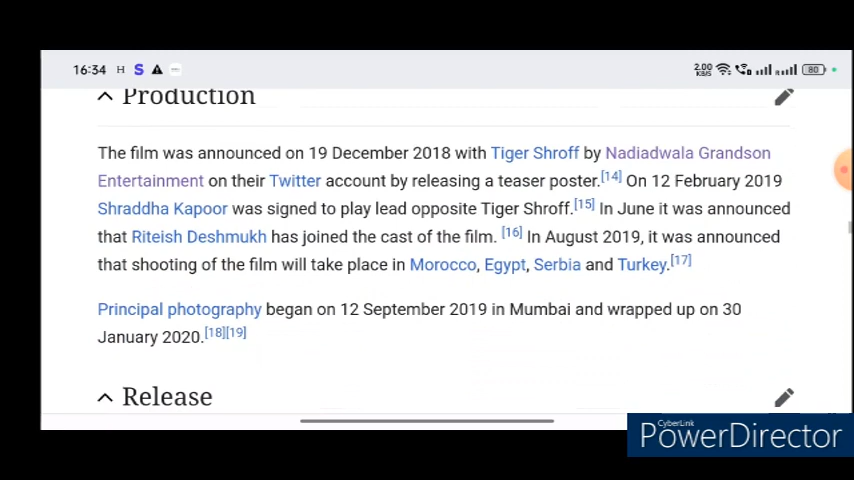 16:34 H S 2.00 KB/S 80
Production
The film was announced on 19 December 2018 with Tiger Shroff by Nadiadwala Grandson
Entertainment on their Twitter account by releasing a teaser poster.[14] On 12 February 2019
Shraddha Kapoor was signed to play lead opposite Tiger Shroff.[15] In June it was announced
that Riteish Deshmukh has joined the cast of the film. [16] In August 2019, it was announced
that shooting of the film will take place in Morocco, Egypt, Serbia and Turkey.[17]
Principal photography began on 12 September 2019 in Mumbai and wrapped up on 30
January 2020.[18][19]
Release
CyberLink
PowerDirector